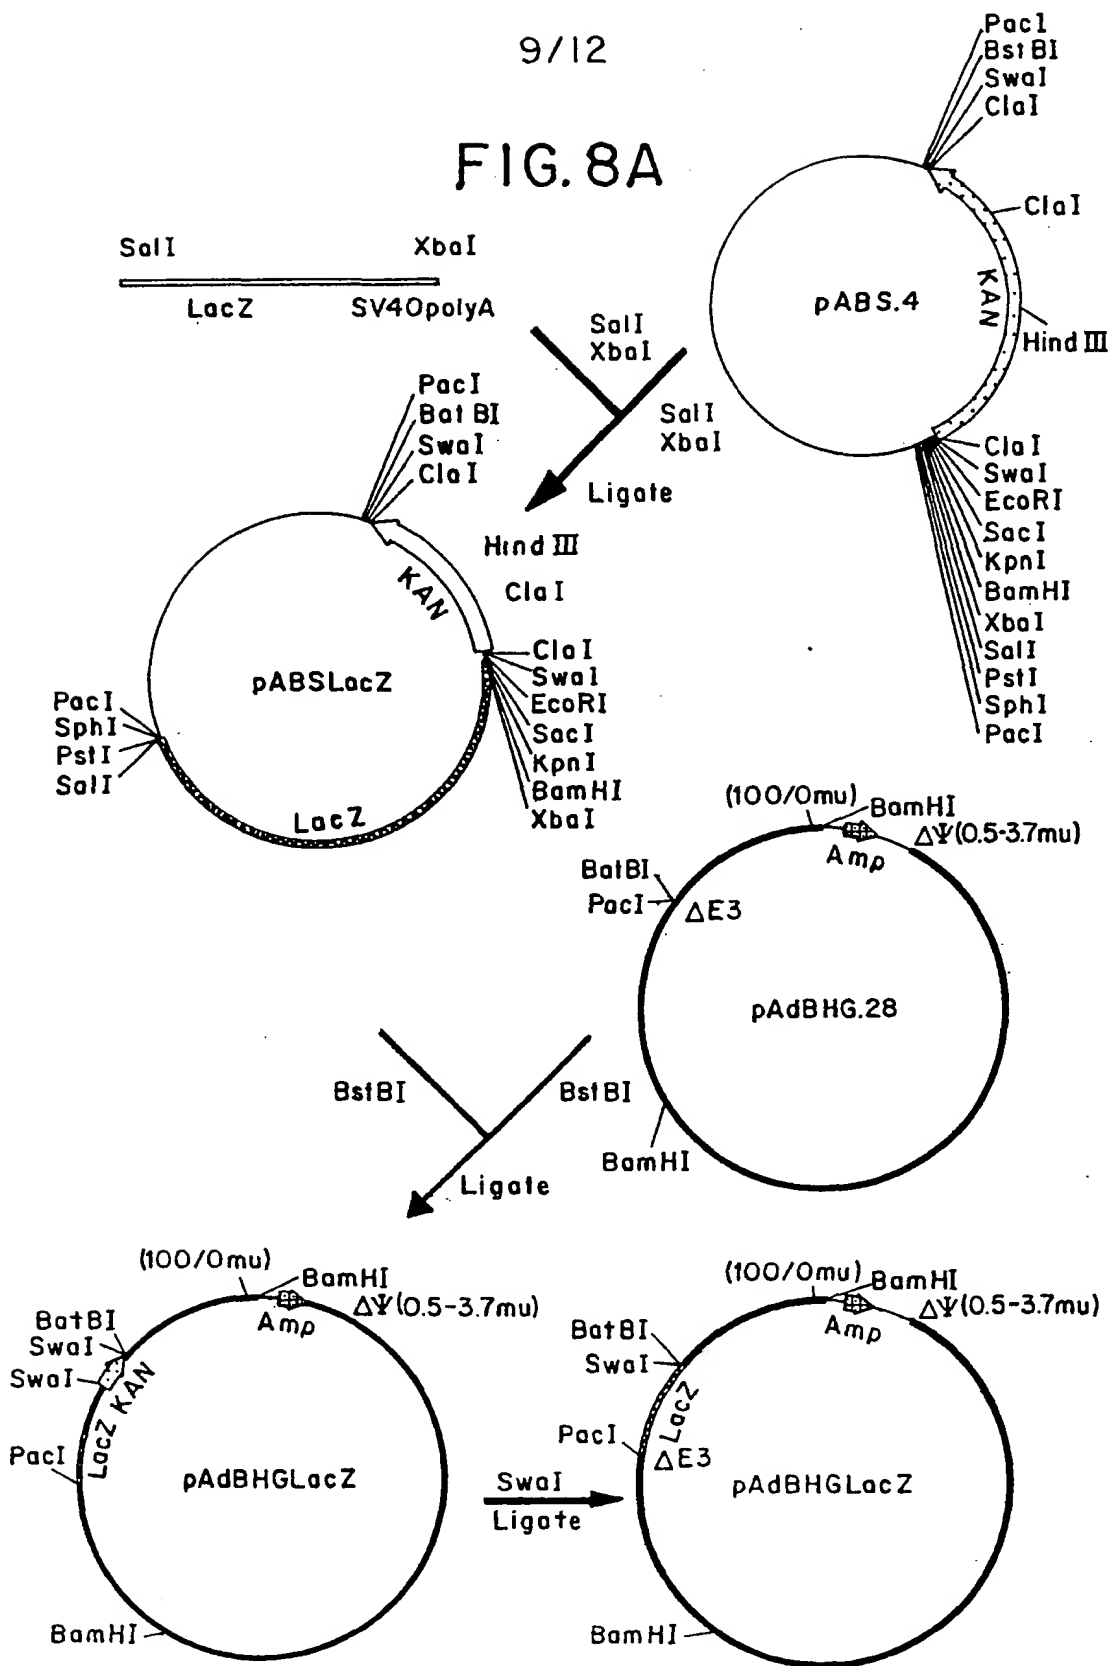 9/12
FIG. 8A
PacI
BstBI
SwaI
ClaI
ClaI
KAN
pABS.4
Hind III
ClaI
SwaI
EcoRI
SacI
KpnI
BamHI
XbaI
SalI
PstI
SphI
PacI
SalI
XbaI
LacZ
SV40polyA
SalI
XbaI
SalI
XbaI
Ligate
PacI
BatBI
SwaI
ClaI
Hind III
KAN
ClaI
pABSLacZ
ClaI
SwaI
EcoRI
SacI
KpnI
BamHI
XbaI
PacI
SphI
PstI
SalI
LacZ
(100/0mu)
BamHI
Amp
ΔΨ(0.5-3.7mu)
BatBI
PacI
ΔE3
pAdBHG.28
BamHI
BstBI
BstBI
Ligate
(100/0mu)
BamHI
Amp
ΔΨ(0.5-3.7mu)
BatBI
SwaI
SwaI
KAN
LacZ
PacI
pAdBHGLacZ
BamHI
SwaI
Ligate
(100/0mu)
BamHI
Amp
ΔΨ(0.5-3.7mu)
BatBI
SwaI
LacZ
PacI
ΔE3
pAdBHGLacZ
BamHI